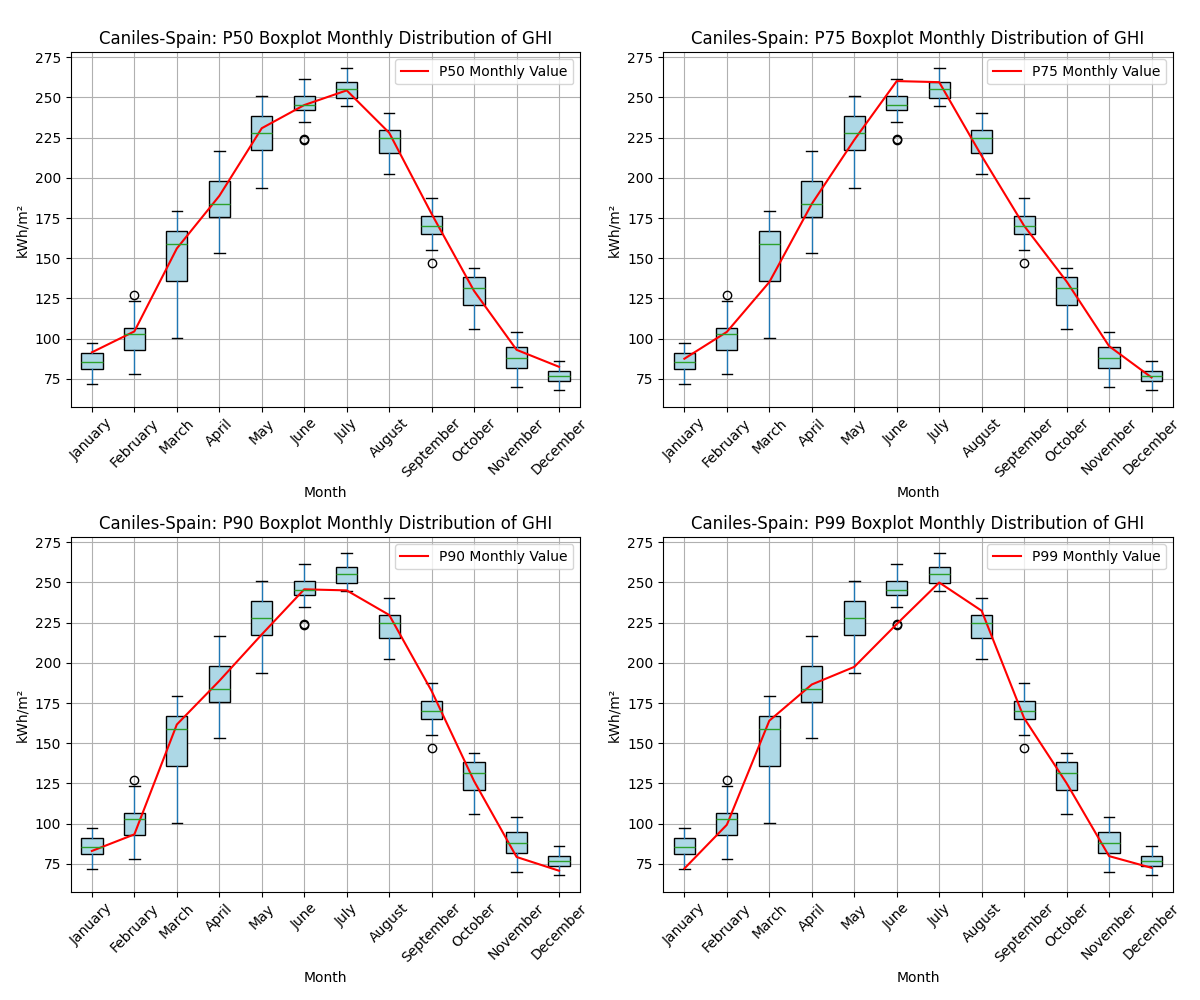 Caniles-Spain: P50 Boxplot Monthly Distribution of GHI
275
250
225
200
175
150
125
100
75
kWh/m²
P50 Monthly Value
January
February
March
April
May
June
July
August
September
October
November
December
Month
Caniles-Spain: P75 Boxplot Monthly Distribution of GHI
275
250
225
200
175
150
125
100
75
kWh/m²
P75 Monthly Value
January
February
March
April
May
June
July
August
September
October
November
December
Month
Caniles-Spain: P90 Boxplot Monthly Distribution of GHI
275
250
225
200
175
150
125
100
75
kWh/m²
P90 Monthly Value
January
February
March
April
May
June
July
August
September
October
November
December
Month
Caniles-Spain: P99 Boxplot Monthly Distribution of GHI
275
250
225
200
175
150
125
100
75
kWh/m²
P99 Monthly Value
January
February
March
April
May
June
July
August
September
October
November
December
Month